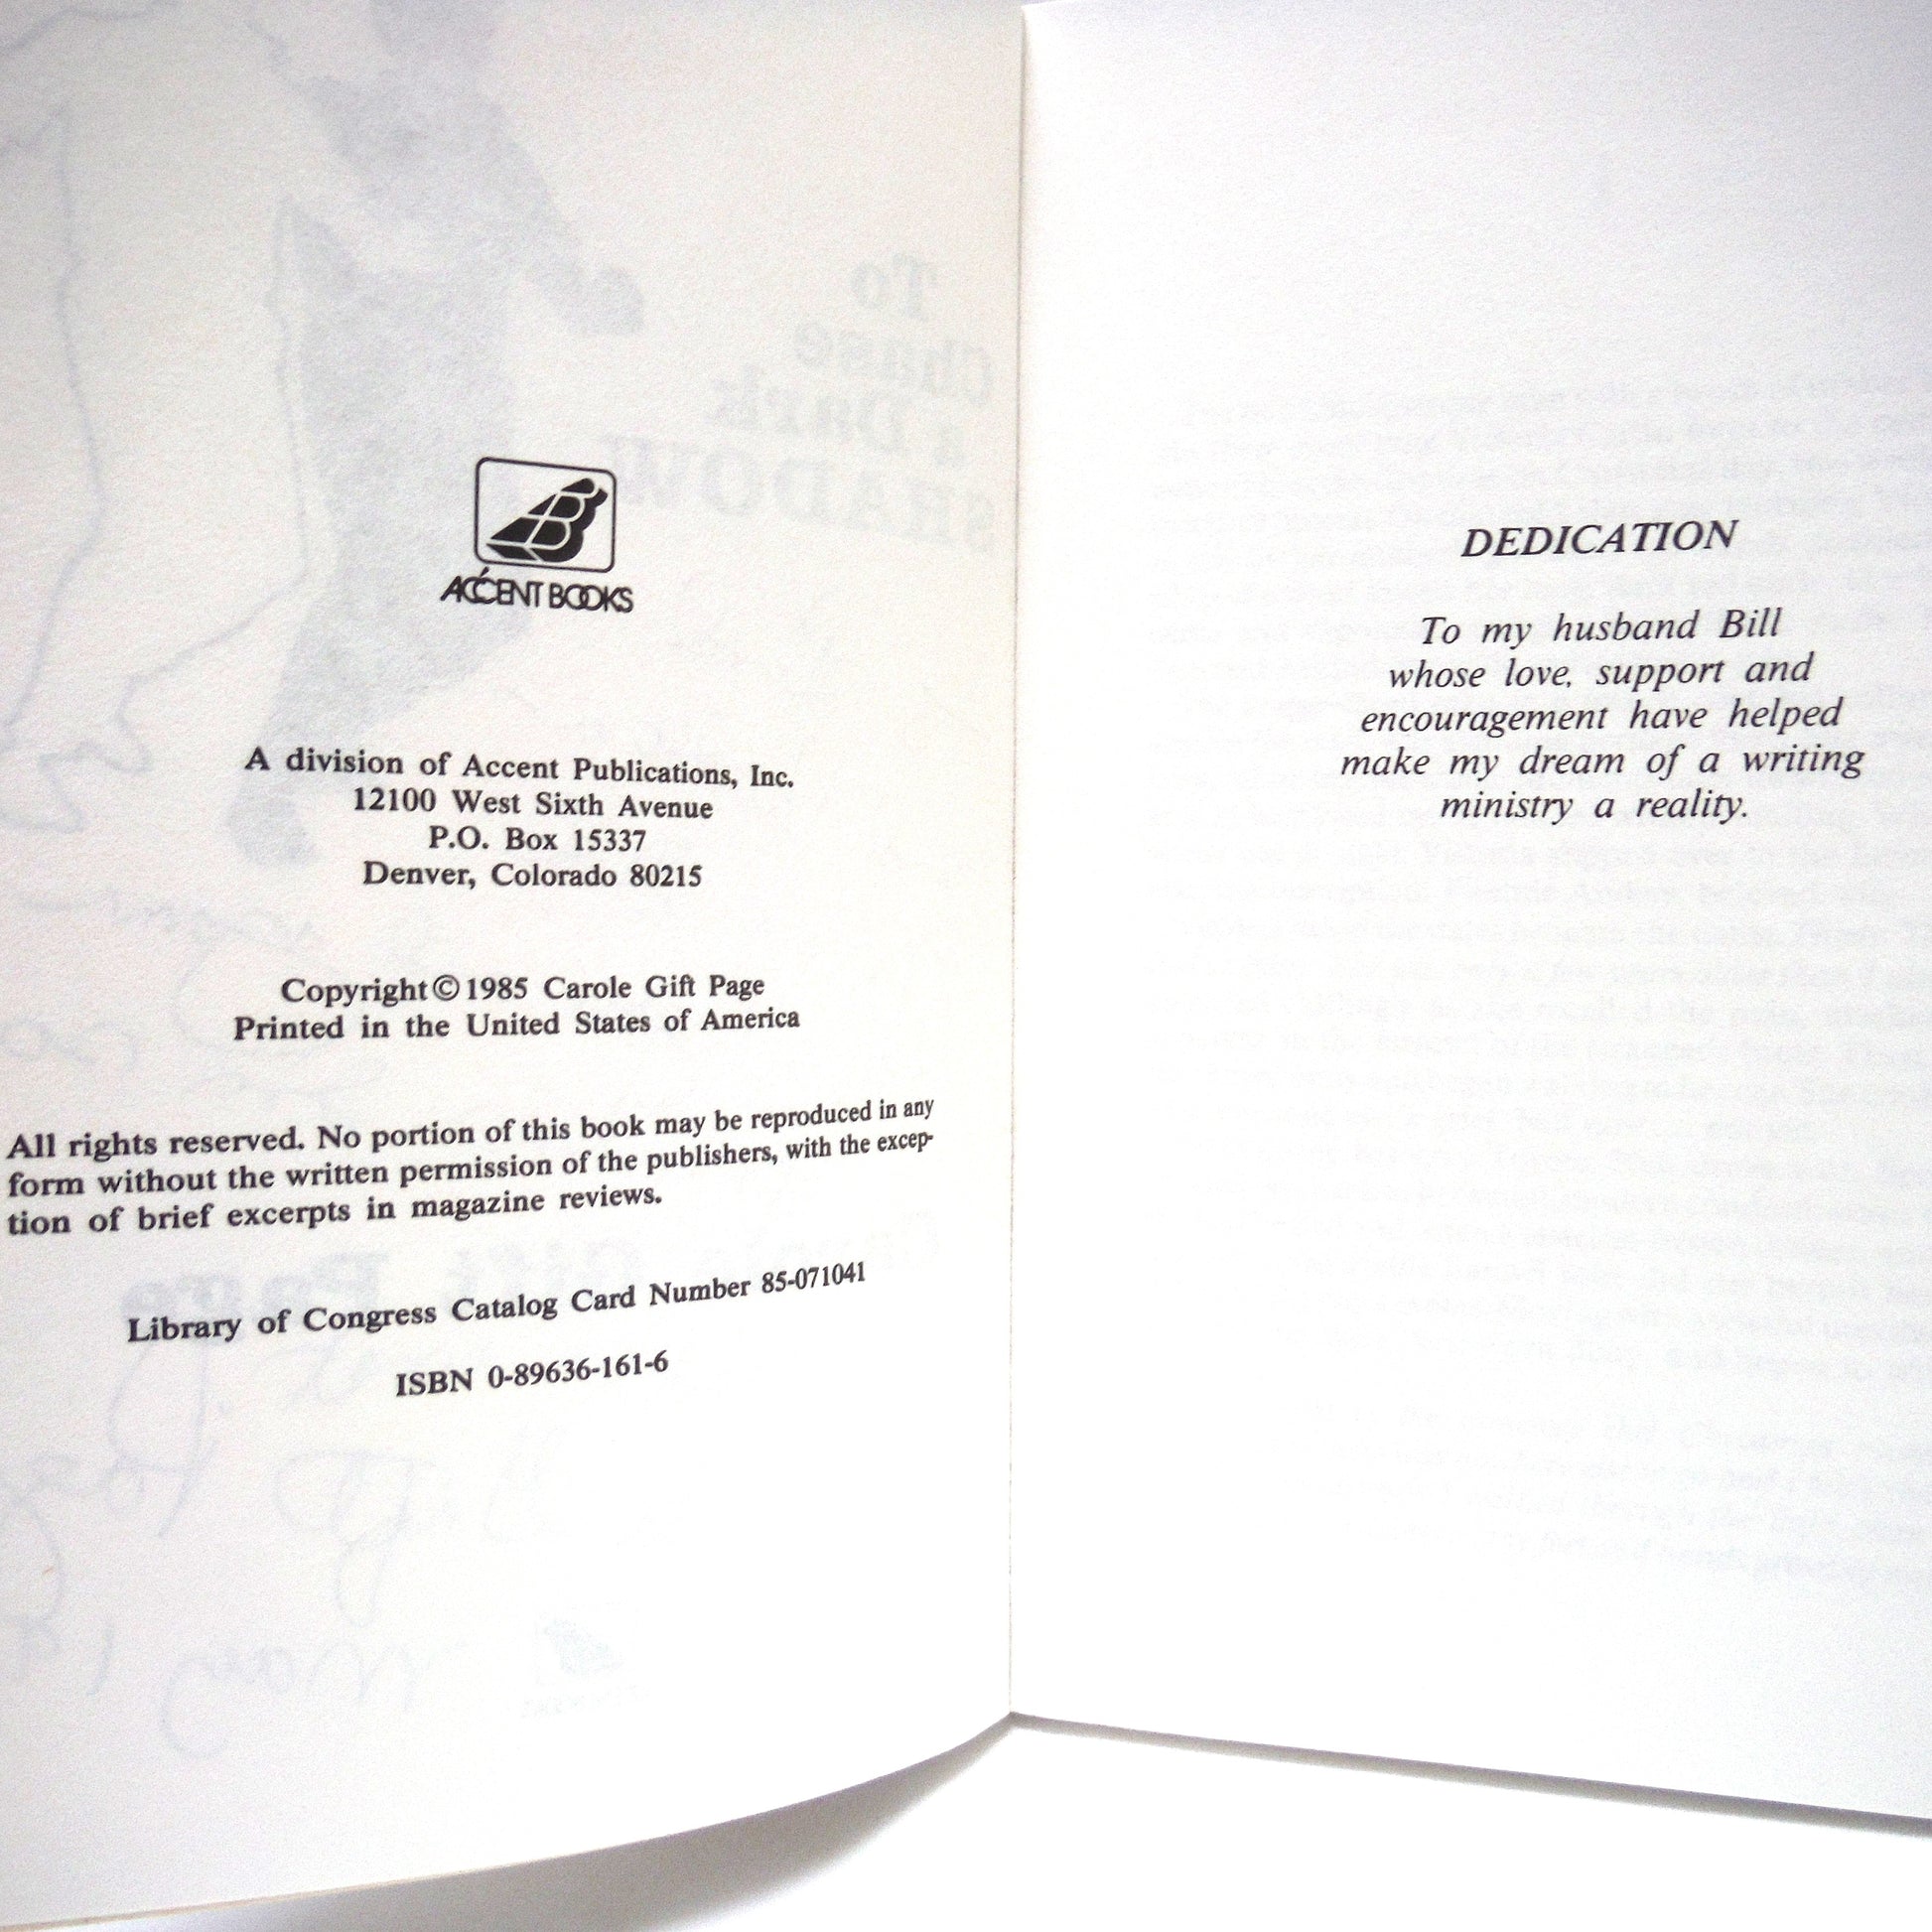 ACCENT BOOKS
A division of Accent Publications, Inc.
12100 West Sixth Avenue
P.O. Box 15337
Denver, Colorado 80215
Copyright © 1985 Carole Gift Page
Printed in the United States of America
All rights reserved. No portion of this book may be reproduced in any
form without the written permission of the publishers, with the excep-
tion of brief excerpts in magazine reviews.
Library of Congress Catalog Card Number 85-071041
ISBN 0-89636-161-6
DEDICATION
To my husband Bill
whose love, support and
encouragement have helped
make my dream of a writing
ministry a reality.